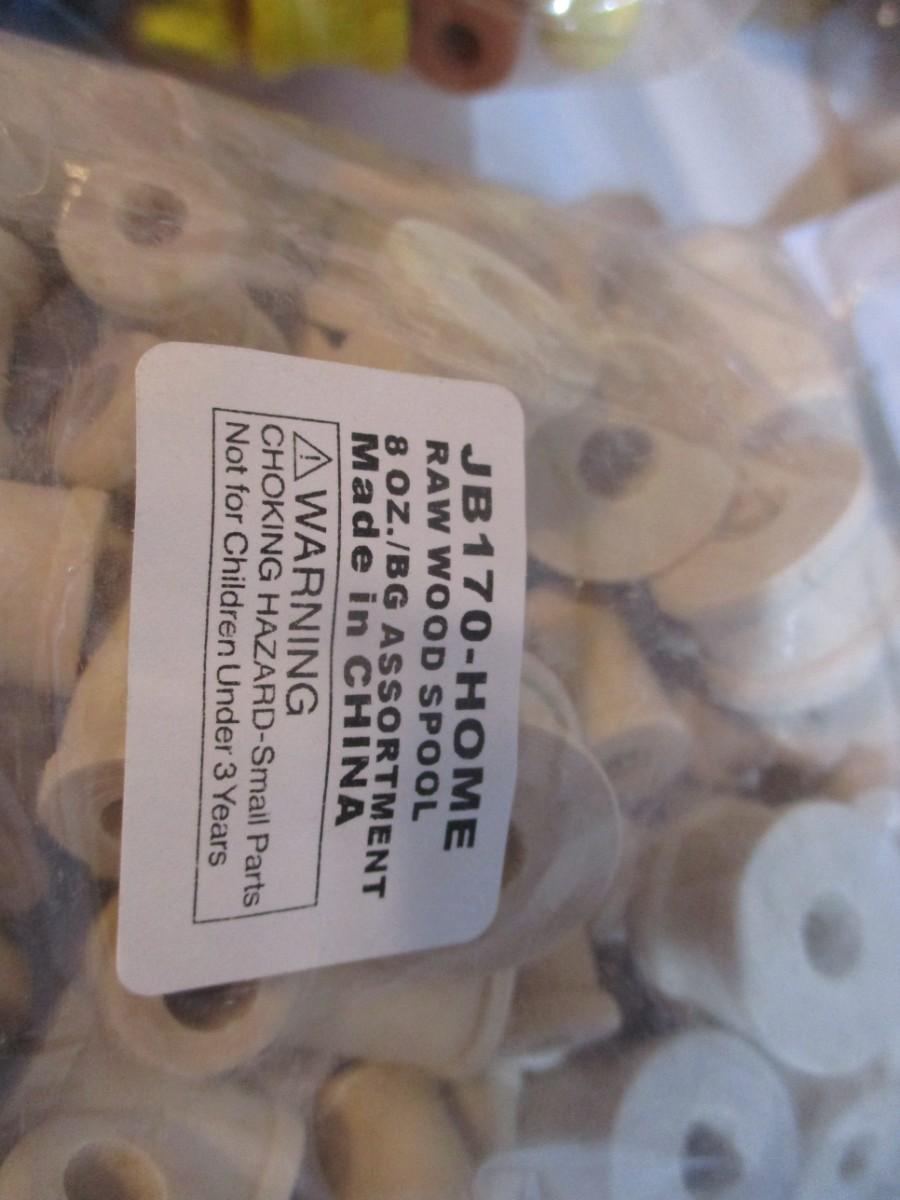 JB170-HOME
RAW WOOD SPOOL
8 OZ./BG ASSORTMENT
Made in CHINA
⚠WARNING
CHOKING HAZARD-Small Parts
Not for Children Under 3 Years